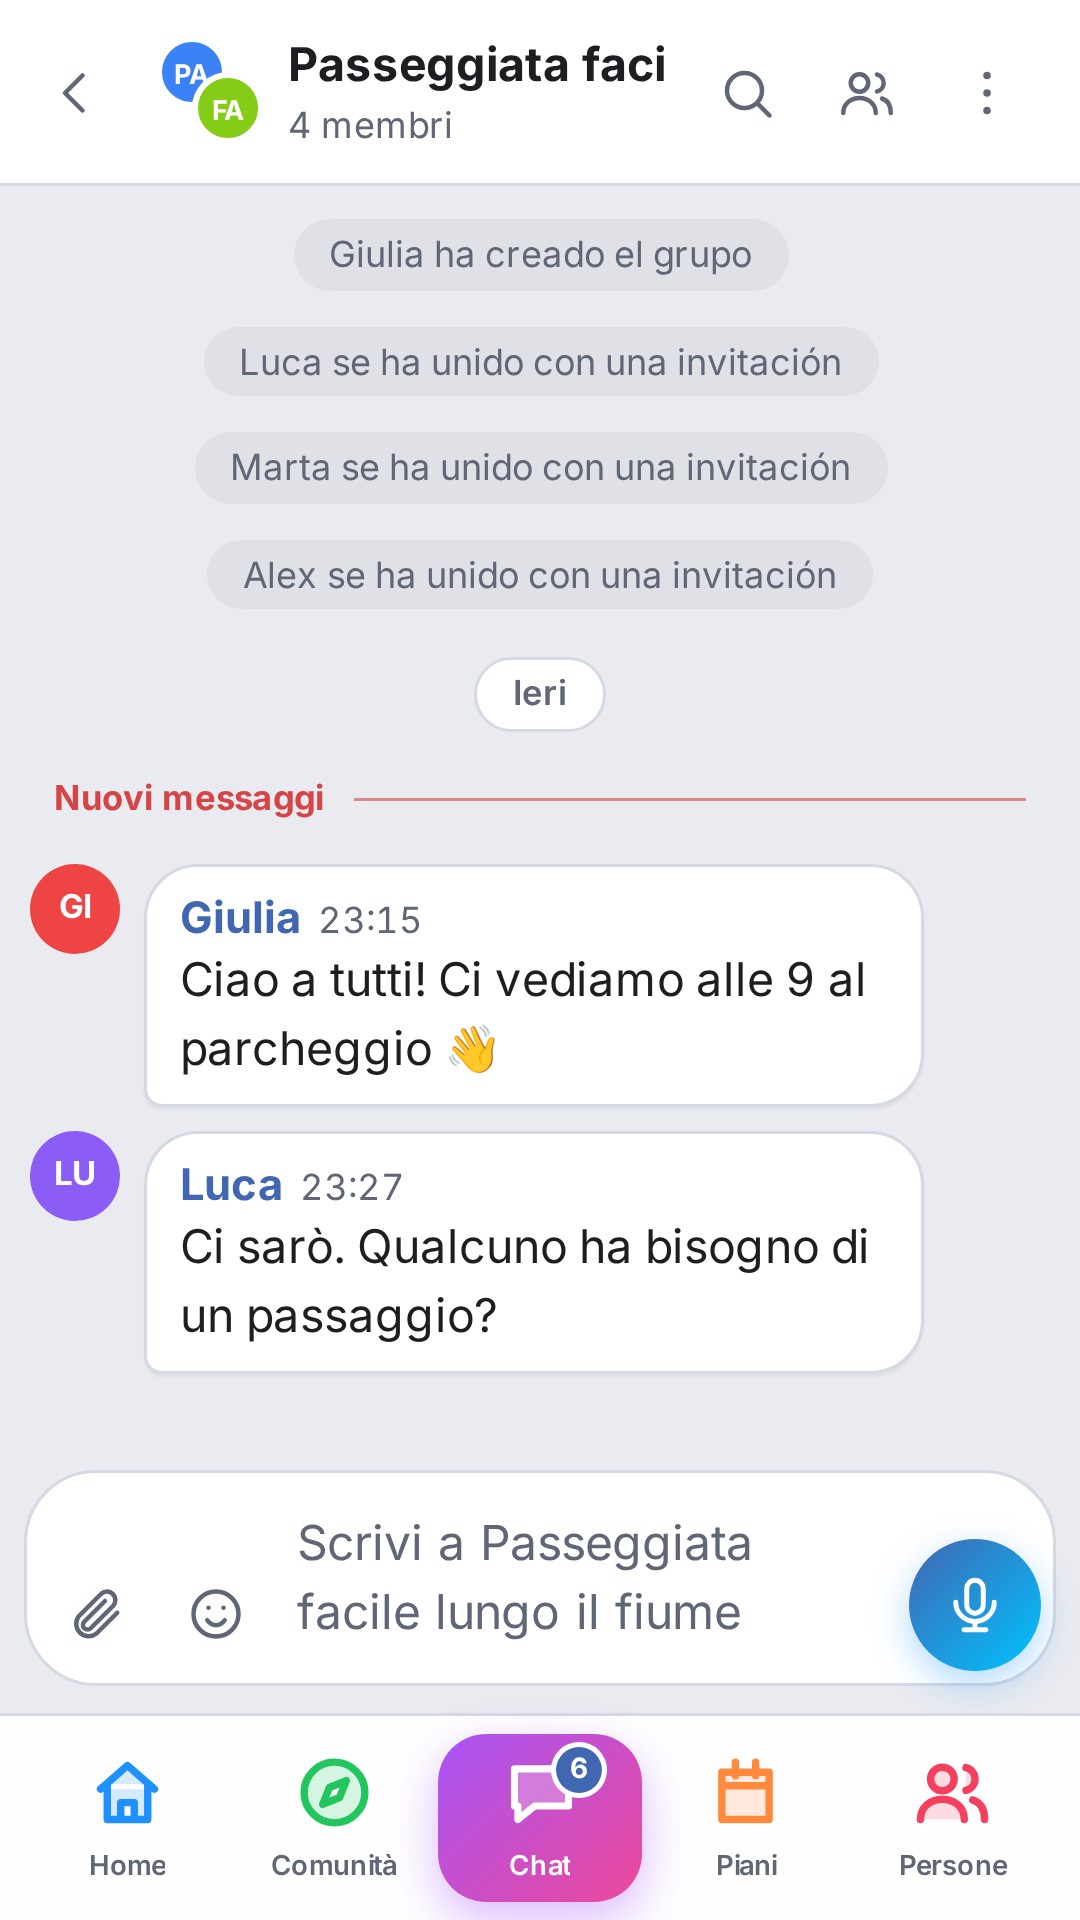 PA
FA
Passeggiata faci
4 membri
Giulia ha creado el grupo
Luca se ha unido con una invitación
Marta se ha unido con una invitación
Alex se ha unido con una invitación
Ieri
Nuovi messaggi
GI
Giulia 23:15
Ciao a tutti! Ci vediamo alle 9 al
parcheggio 👋
LU
Luca 23:27
Ci sarò. Qualcuno ha bisogno di
un passaggio?
Scrivi a Passeggiata
facile lungo il fiume
6
Home
Comunità
Chat
Piani
Persone